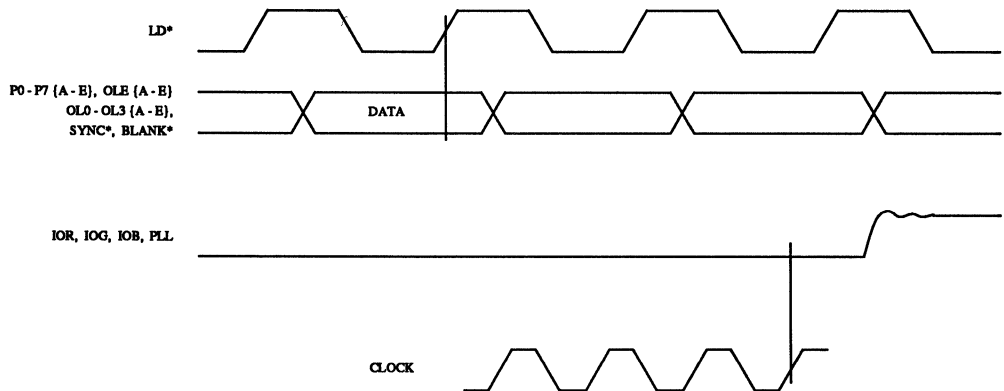 LD*
P0 - P7 {A - E}, OLE {A - E}
OL0 - OL3 {A - E},
SYNC*, BLANK*
DATA
IOR, IOG, IOB, PLL
CLOCK